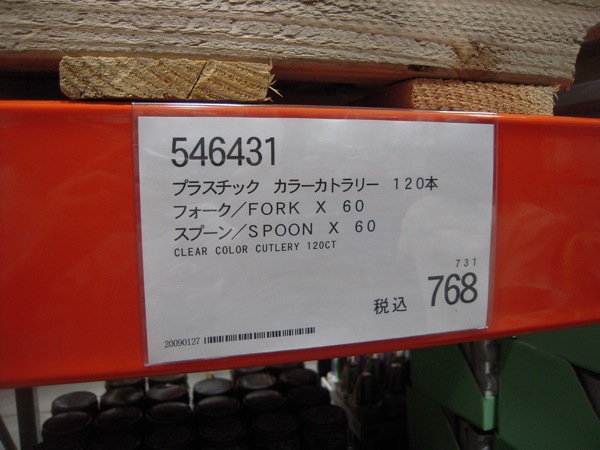 546431
プラスチック カラーカトラリー 120本
フォーク／FORK X 60
スプーン／SPOON X 60
CLEAR COLOR CUTLERY 120CT
731
税込 768
20090127